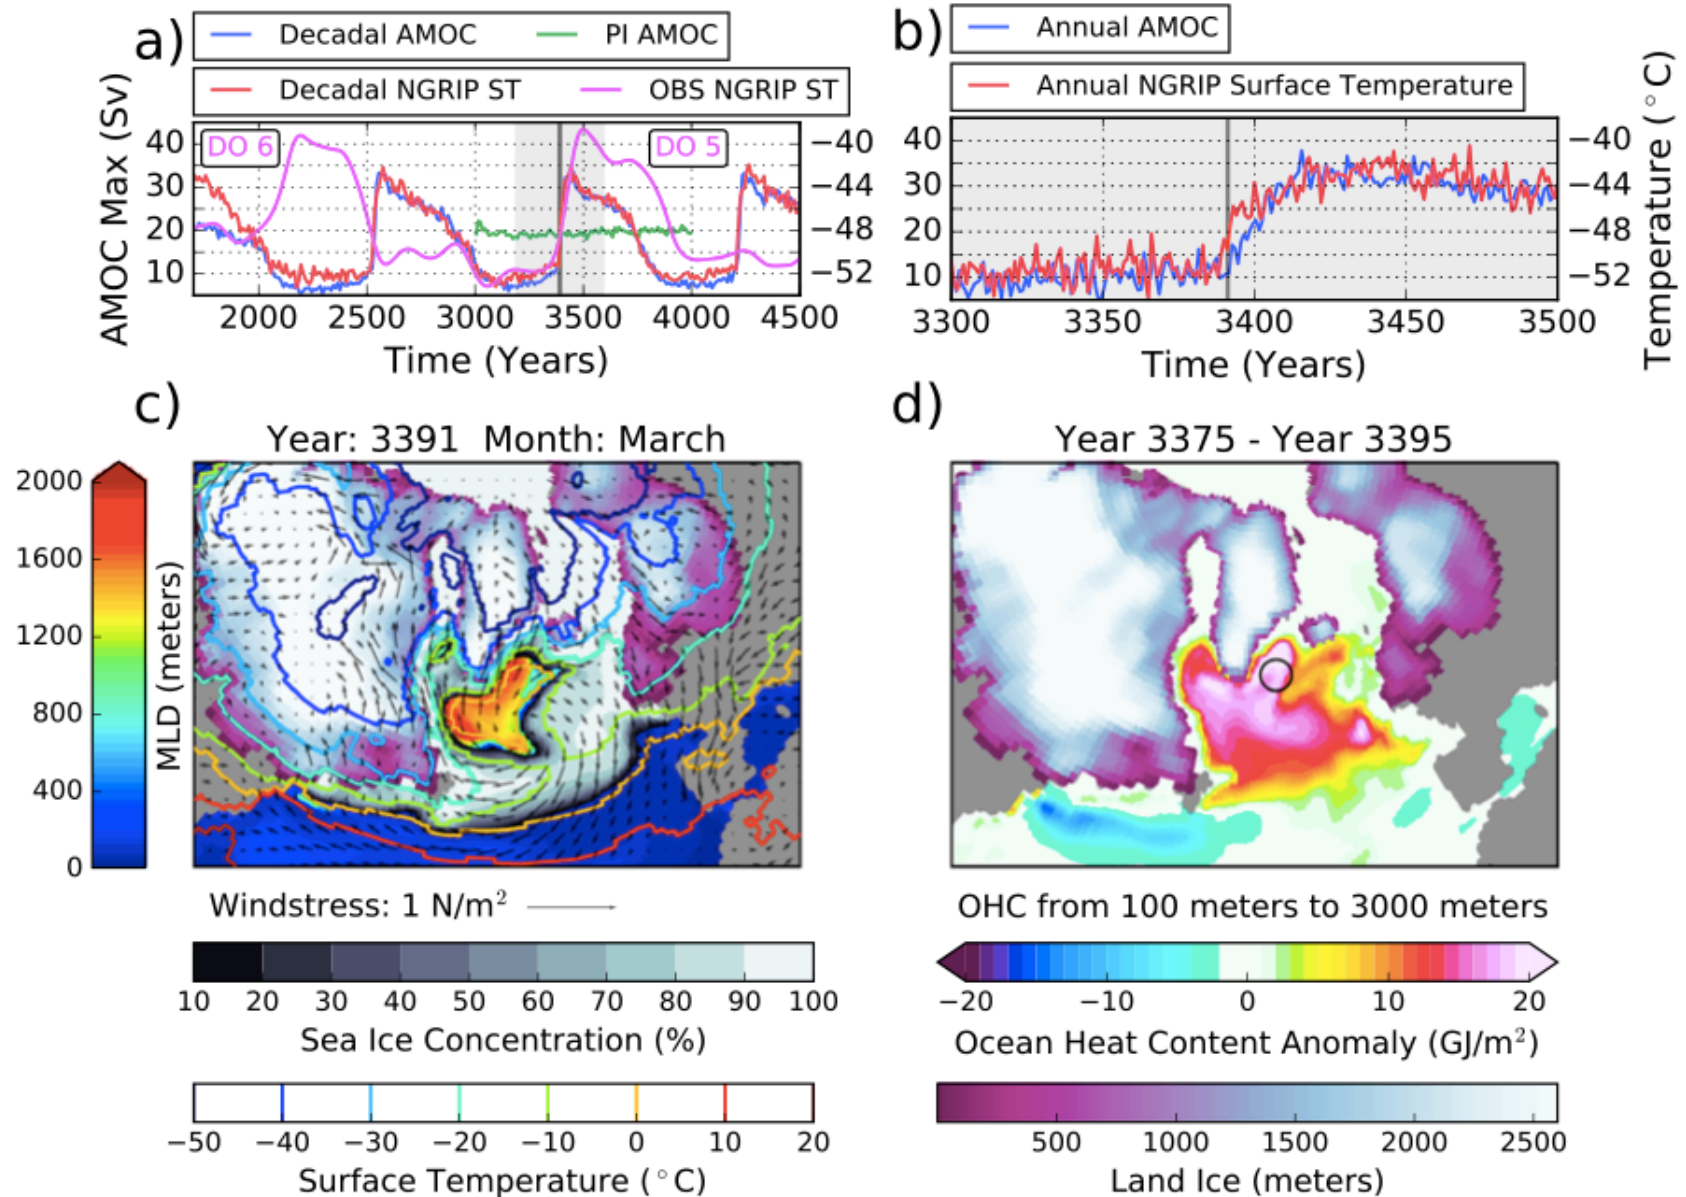 a)
Decadal AMOC
PI AMOC
Decadal NGRIP ST
OBS NGRIP ST
AMOC Max (Sv)
40
30
20
10
DO 6
DO 5
−40
−44
−48
−52
2000 2500 3000 3500 4000 4500
Time (Years)
b)
Annual AMOC
Annual NGRIP Surface Temperature
40
30
20
10
−40
−44
−48
−52
Temperature (°C)
3300 3350 3400 3450 3500
Time (Years)
c)
Year: 3391 Month: March
2000
1600
1200
800
400
0
MLD (meters)
Windstress: 1 N/m²
10 20 30 40 50 60 70 80 90 100
Sea Ice Concentration (%)
−50 −40 −30 −20 −10 0 10 20
Surface Temperature (°C)
d)
Year 3375 - Year 3395
OHC from 100 meters to 3000 meters
−20 −10 0 10 20
Ocean Heat Content Anomaly (GJ/m²)
500 1000 1500 2000 2500
Land Ice (meters)